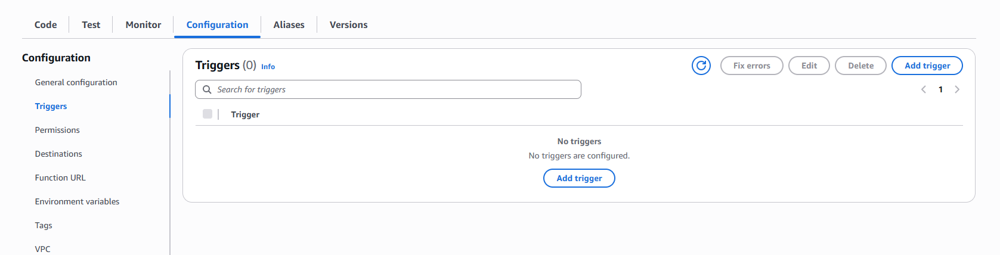 Code Test Monitor Configuration Aliases Versions
Configuration
General configuration
Triggers
Permissions
Destinations
Function URL
Environment variables
Tags
VPC
Triggers (0) Info
Fix errors Edit Delete Add trigger
Search for triggers
1
Trigger
No triggers
No triggers are configured.
Add trigger